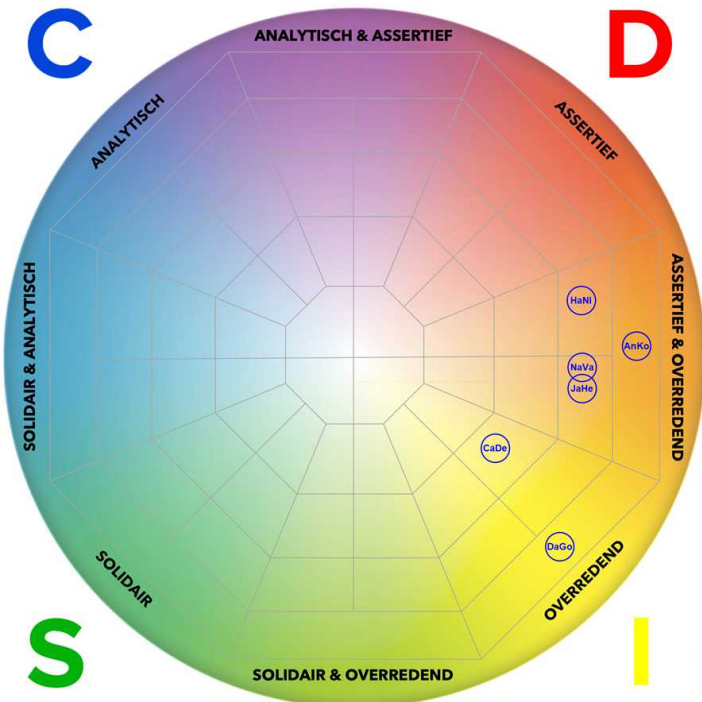 C
D
ANALYTISCH & ASSERTIEF
ANALYTISCH
ASSERTIEF
SOLIDAIR & ANALYTISCH
ASSERTIEF & OVERREDEND
HaNI
AnKo
NaVa
JaHe
CaDe
DaGo
SOLIDAIR
OVERREDEND
SOLIDAIR & OVERREDEND
S
I